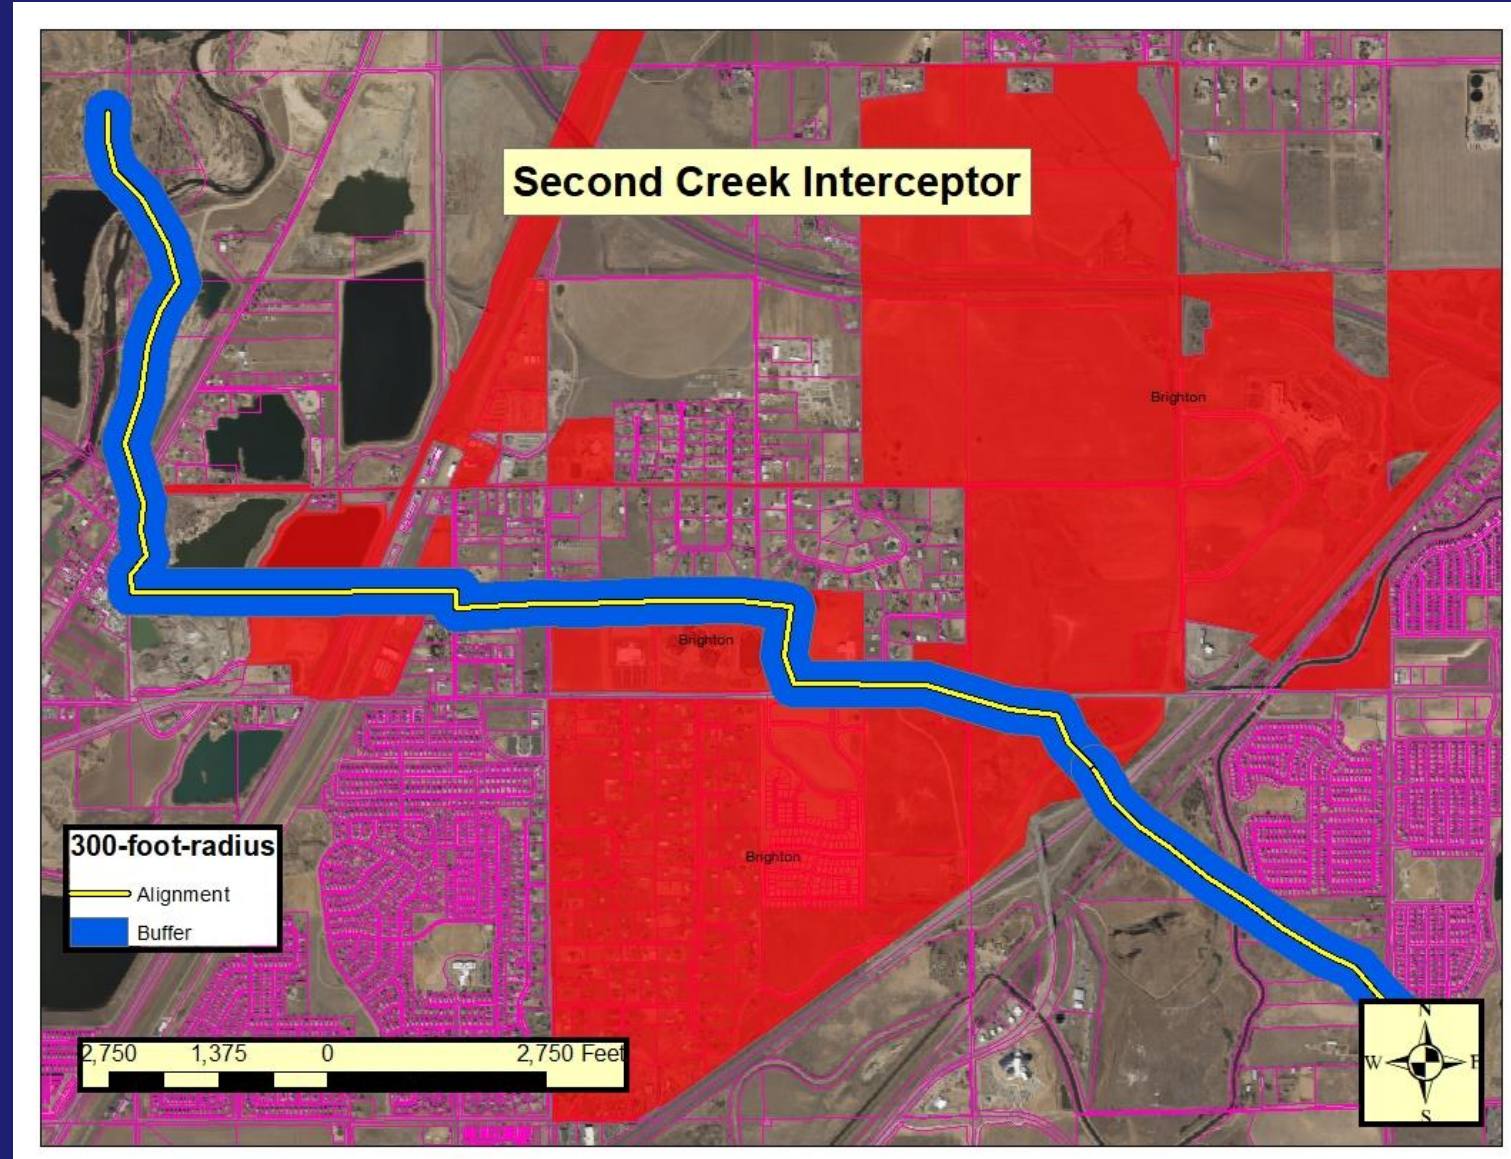 Second Creek Interceptor
Brighton
Brighton
Brighton
300-foot-radius
Alignment
Buffer
2,750 1,375 0 2,750 Feet
N
W E
S